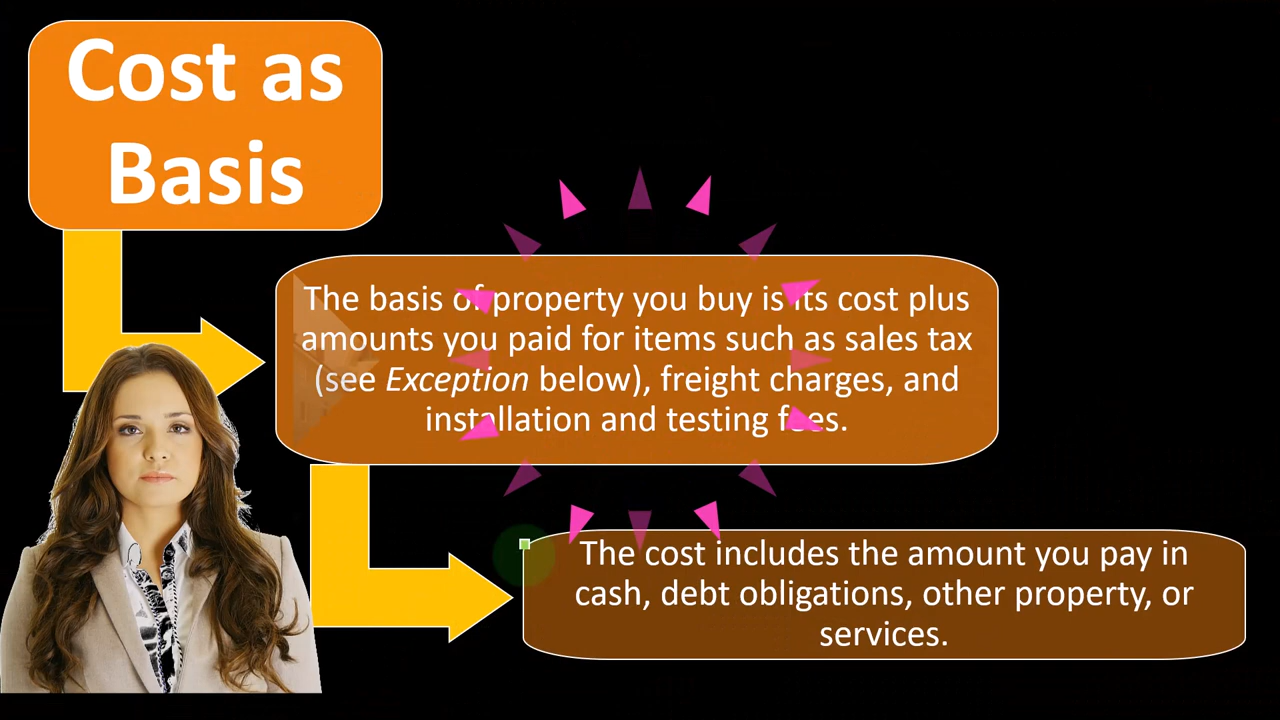 Cost as
Basis
The basis of property you buy is its cost plus
amounts you paid for items such as sales tax
(see Exception below), freight charges, and
installation and testing fees.
The cost includes the amount you pay in
cash, debt obligations, other property, or
services.